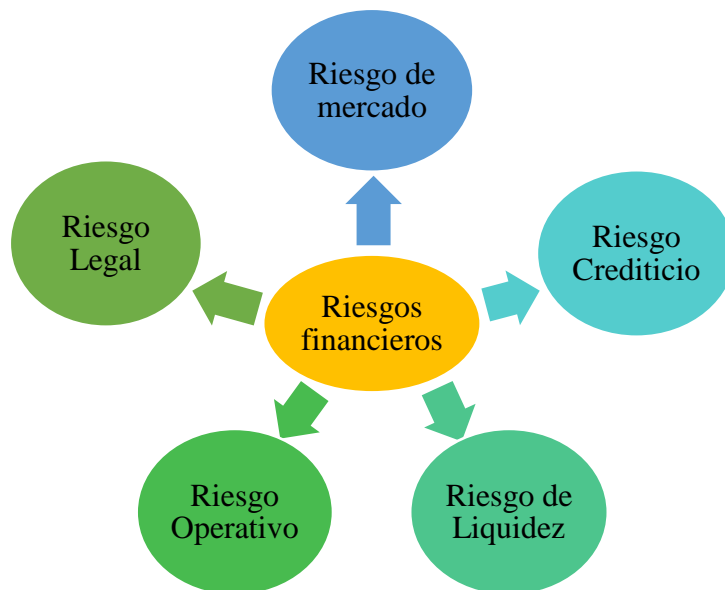 Riesgo de
mercado
Riesgo
Crediticio
Riesgo de
Liquidez
Riesgo
Operativo
Riesgo
Legal
Riesgos
financieros